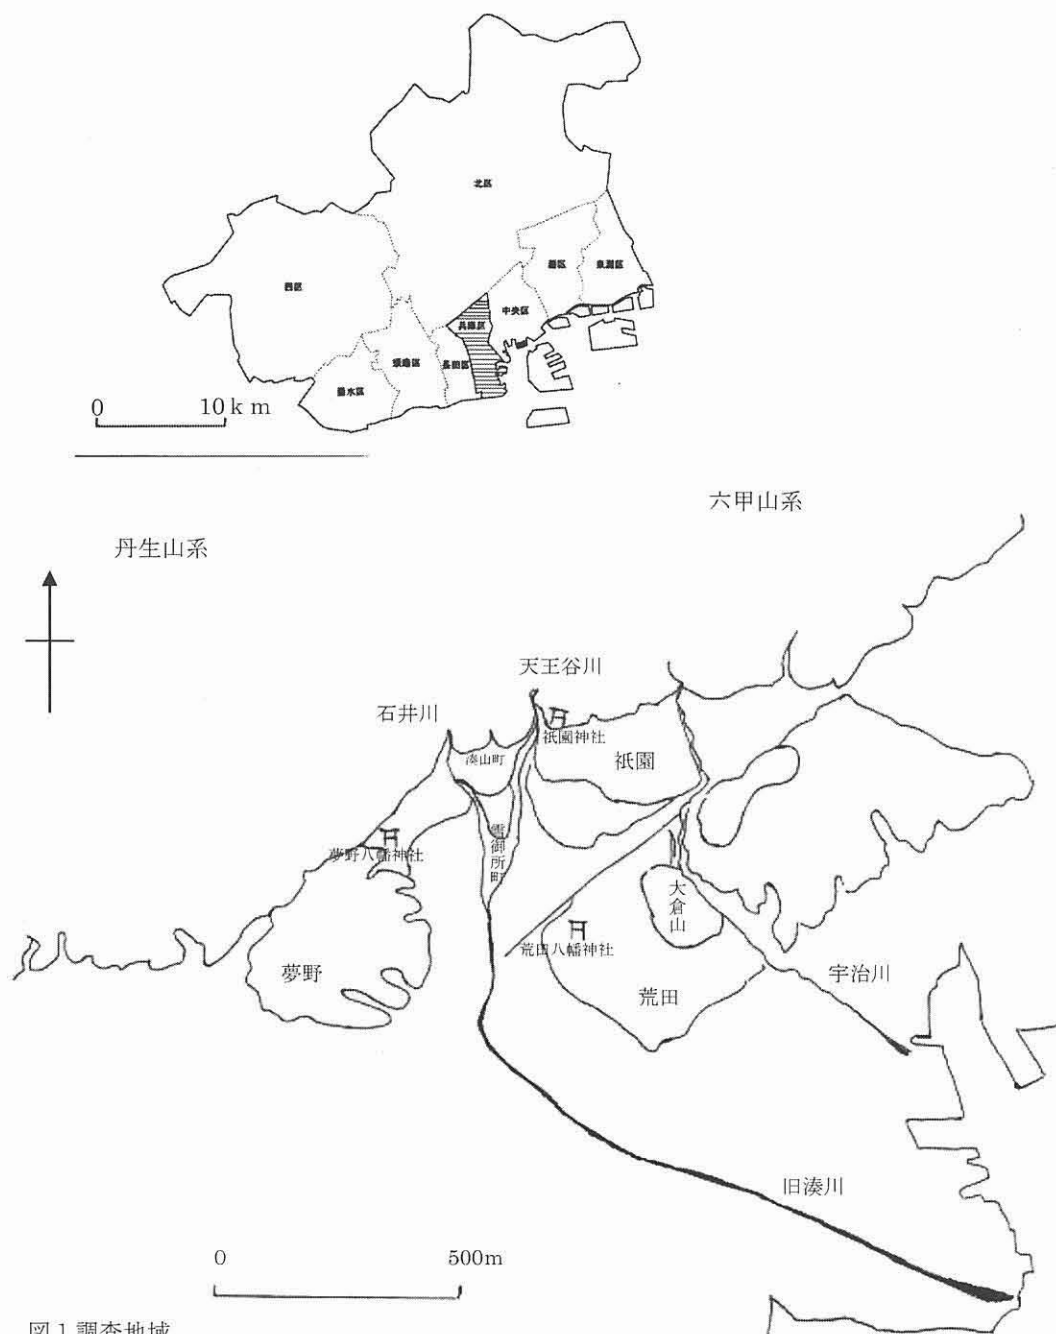 北区
西区
灘区
東灘区
中央区
兵庫区
長田区
須磨区
垂水区
0 10km
六甲山系
丹生山系
天王谷川
石井川
祇園神社
湊山町
祇園
雪御所町
夢野八幡神社
大倉山
荒田八幡神社
夢野
荒田
宇治川
旧湊川
0 500m
図1調査地域